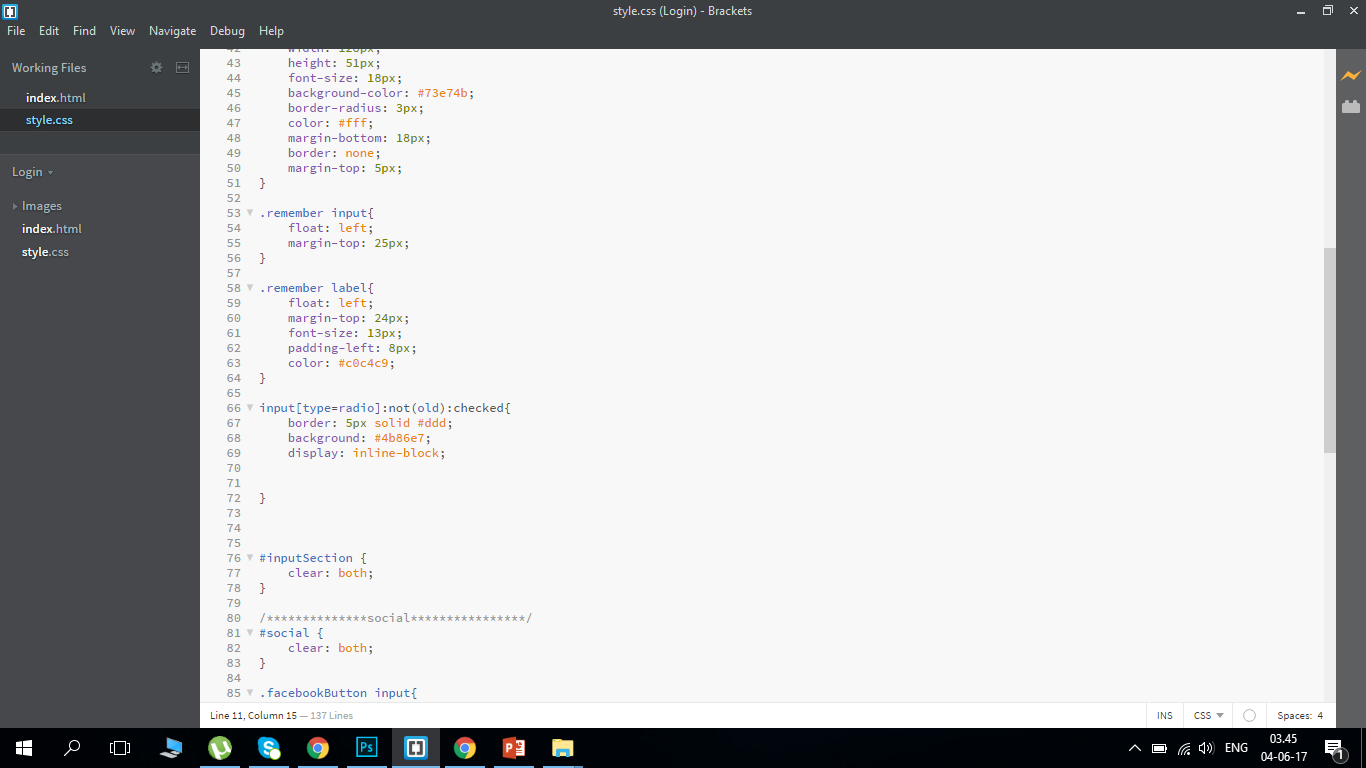 style.css (Login) - Brackets
File Edit Find View Navigate Debug Help
Working Files
index.html
style.css
Login
Images
index.html
style.css
42 width: 120px;
43 height: 51px;
44 font-size: 18px;
45 background-color: #73e74b;
46 border-radius: 3px;
47 color: #fff;
48 margin-bottom: 18px;
49 border: none;
50 margin-top: 5px;
51 }
52
53 .remember input{
54 float: left;
55 margin-top: 25px;
56 }
57
58 .remember label{
59 float: left;
60 margin-top: 24px;
61 font-size: 13px;
62 padding-left: 8px;
63 color: #c0c4c9;
64 }
65
66 input[type=radio]:not(old):checked{
67 border: 5px solid #ddd;
68 background: #4b86e7;
69 display: inline-block;
70
71
72 }
73
74
75
76 #inputSection {
77 clear: both;
78 }
79
80 /**************social****************/
81 #social {
82 clear: both;
83 }
84
85 .facebookButton input{
Line 11, Column 15 — 137 Lines
INS CSS Spaces: 4
Ps
ENG
03.45
04-06-17
1